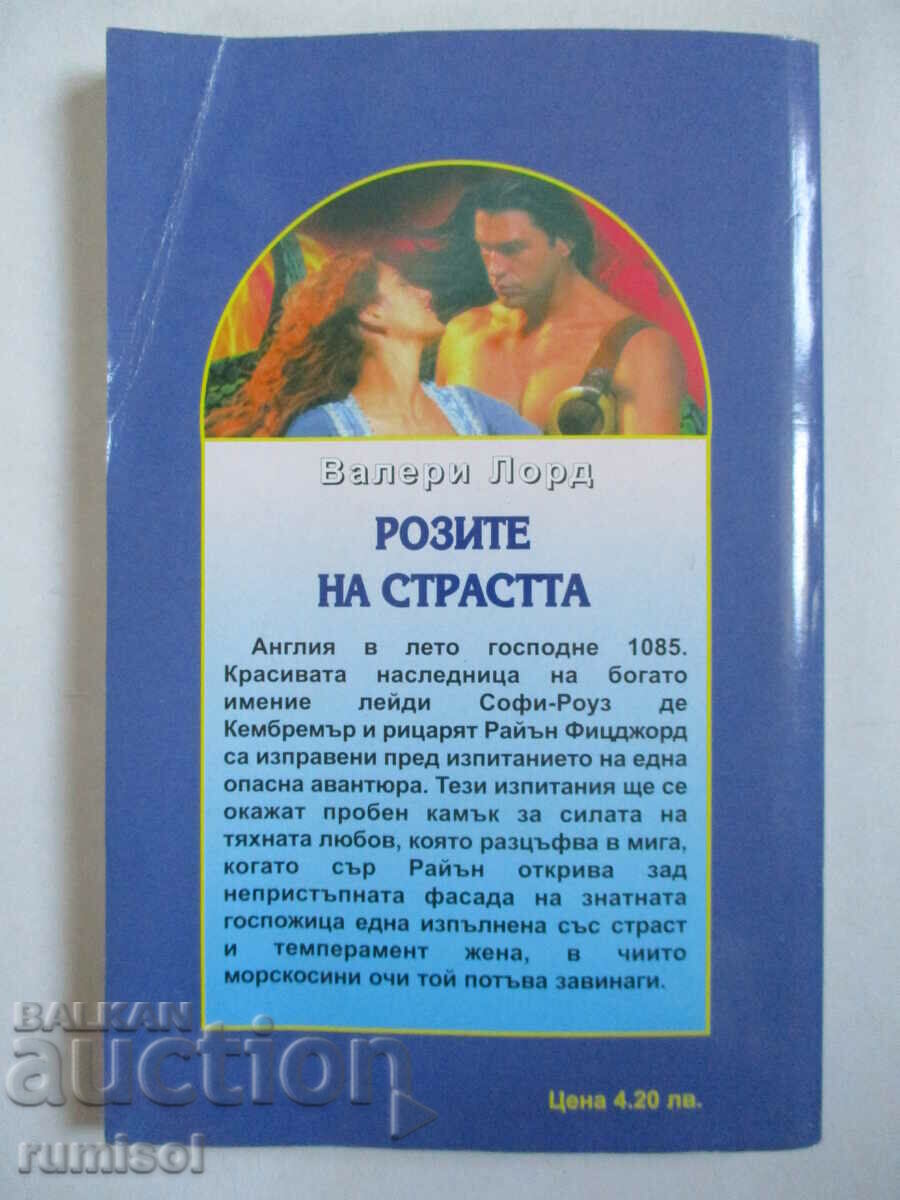 Валери Лорд
РОЗИТЕ
НА СТРАСТТА
Англия в лето господне 1085.
Красивата наследница на богато
имение лейди Софи-Роуз де
Кембремър и рицарят Райън Фицджорд
са изправени пред изпитанието на една
опасна авантюра. Тези изпитания ще се
окажат пробен камък за силата на
тяхната любов, която разцъфва в мига,
когато сър Райън открива зад
непристъпната фасада на знатната
госпожица една изпълнена със страст
и темперамент жена, в чиито
морскосини очи той потъва завинаги.
Цена 4.20 лв.
BALKAN
auction
rumisol